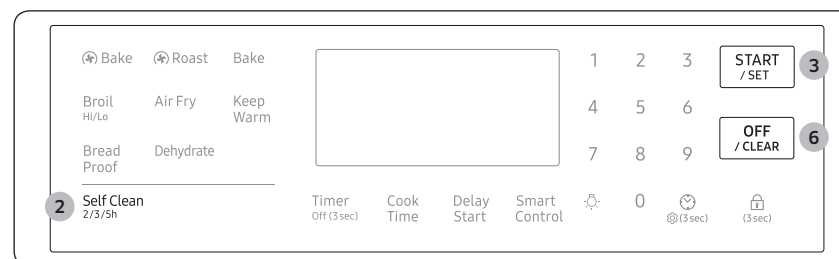 Bake Roast Bake 1 2 3 START 3
/ SET
Broil Air Fry Keep 4 5 6
Hi/Lo Warm
OFF 6
/ CLEAR
Bread Dehydrate 7 8 9
Proof
2 Self Clean Timer Cook Delay Smart 0
2/3/5h Off (3 sec) Time Start Control (3 sec) (3 sec)